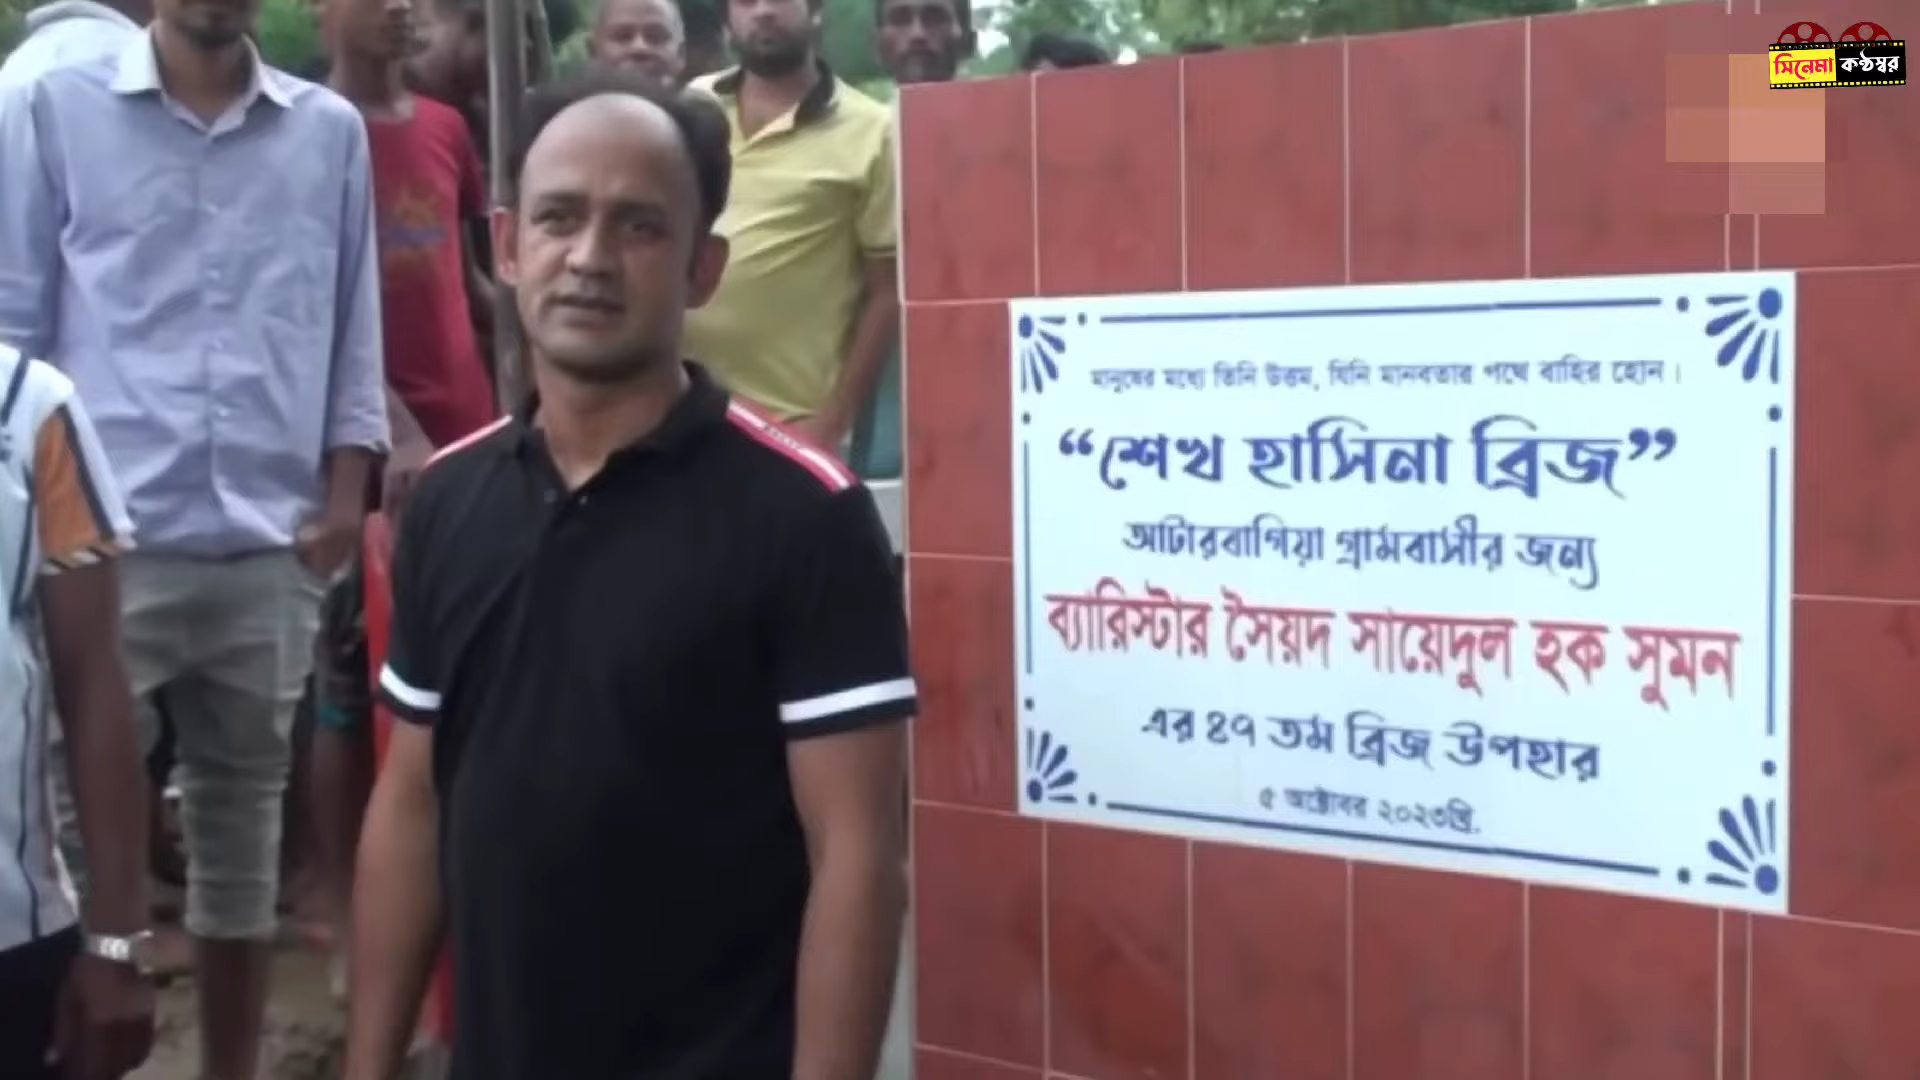 সিনেমা কণ্ঠস্বর
মানুষের মধ্যে তিনি উত্তম, যিনি মানবতার পথে বাহির হোন।
“শেখ হাসিনা ব্রিজ”
আটারবাগিয়া গ্রামবাসীর জন্য
ব্যারিস্টার সৈয়দ সায়েদুল হক সুমন
এর ৪৭ তম ব্রিজ উপহার
৫ অক্টোবর ২০২৩খ্রি.